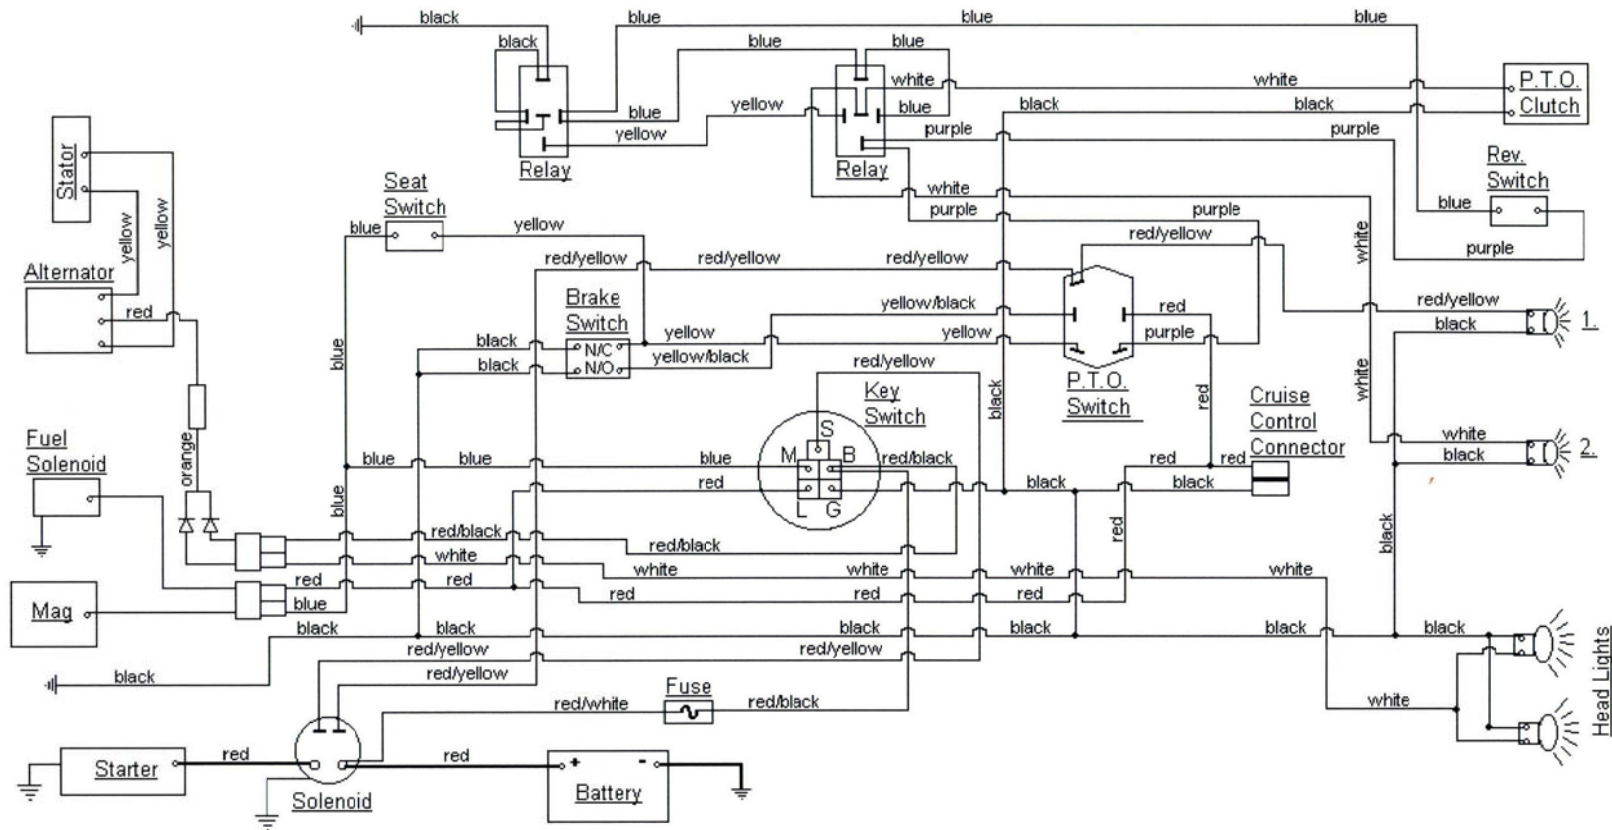 black
blue
blue
blue
black
blue
blue
white
white
P.T.O.
Clutch
blue
yellow
blue
black
black
yellow
purple
purple
Relay
Relay
Rev.
Switch
Stator
Seat
Switch
white
blue
yellow
purple
purple
blue
red/yellow
white
purple
yellow
yellow
Alternator
red/yellow
red/yellow
red/yellow
red
Brake
Switch
yellow/black
red
red/yellow
black
1.
black
N/C
yellow
yellow
purple
black
N/O
yellow/black
blue
red/yellow
P.T.O.
Switch
white
Key
Switch
black
red
Cruise
Control
Connector
Fuel
Solenoid
orange
S
M
B
L
G
blue
blue
blue
red/black
red
red
white
black
2.
red
black
black
blue
red/black
red/black
white
red
black
Mag
red
red
blue
white
white
white
white
red
red
red
black
black
black
black
black
black
red/yellow
red/yellow
red/yellow
black
Fuse
red/white
red/black
white
Head Lights
Starter
red
red
Solenoid
+ -
Battery